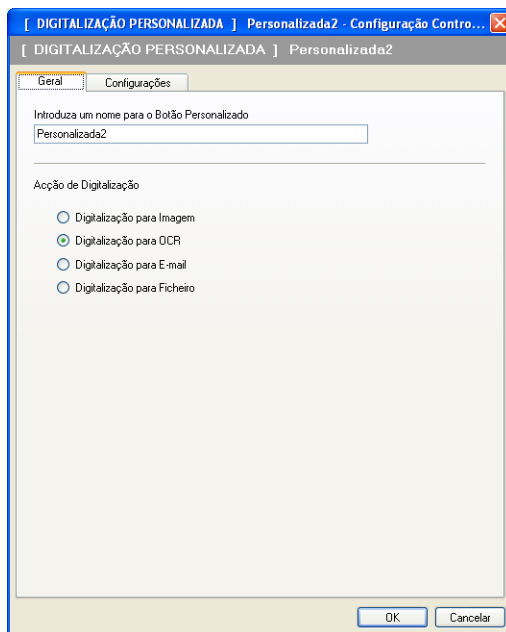 [ DIGITALIZAÇÃO PERSONALIZADA ] Personalizada2 - Configuração Contro...
[ DIGITALIZAÇÃO PERSONALIZADA ] Personalizada2
Geral Configurações
Introduza um nome para o Botão Personalizado
Personalizada2
Acção de Digitalização
Digitalização para Imagem
Digitalização para OCR
Digitalização para E-mail
Digitalização para Ficheiro
OK Cancelar